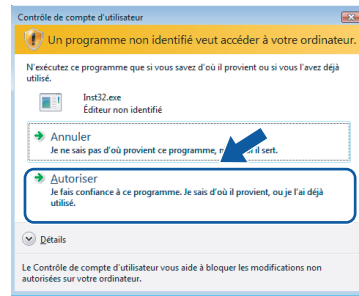 Contrôle de compte d'utilisateur
Un programme non identifié veut accéder à votre ordinateur.
N'exécutez ce programme que si vous savez d'où il provient ou si vous l'avez déjà
utilisé.
Inst32.exe
Éditeur non identifié
Annuler
Je ne sais pas d'où provient ce programme, il sert.
Autoriser
Je fais confiance à ce programme. Je sais d'où il provient, ou je l'ai déjà
utilisé.
Détails
Le Contrôle de compte d'utilisateur vous aide à bloquer les modifications non
autorisées sur votre ordinateur.